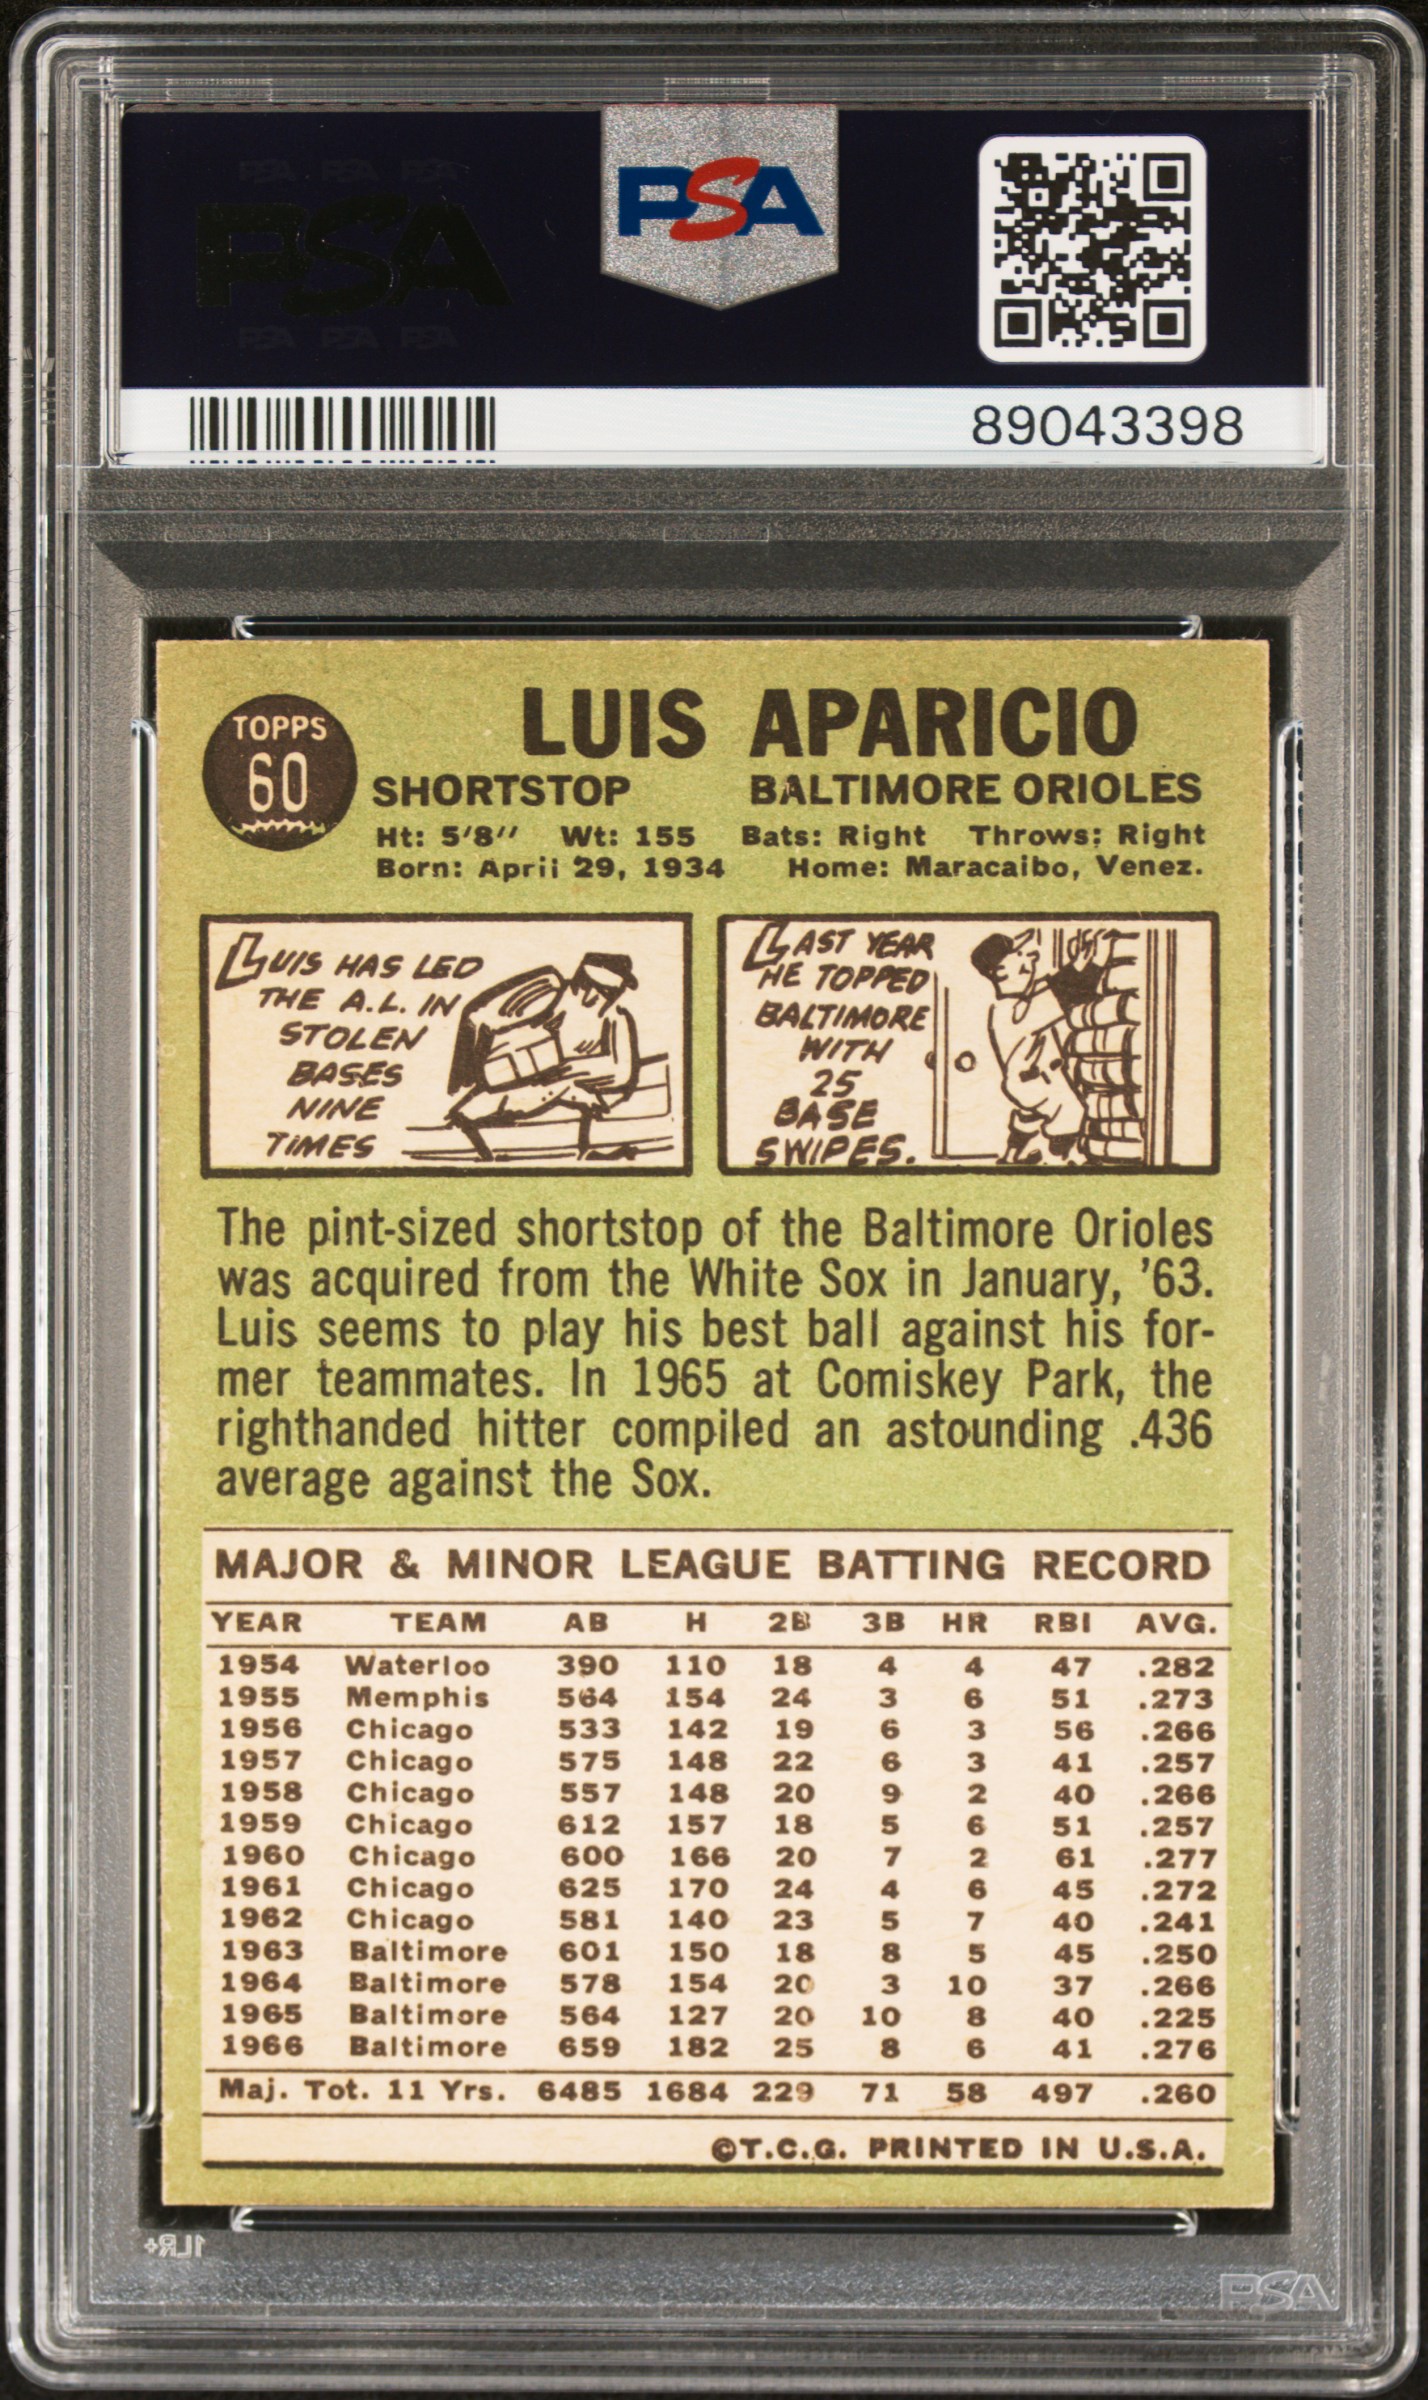 PSA PSA PSA
PSA
PSA PSA PSA
PSA
89043398
TOPPS
60
LUIS APARICIO
SHORTSTOP BALTIMORE ORIOLES
Ht: 5'8" Wt: 155 Bats: Right Throws: Right
Born: April 29, 1934 Home: Maracaibo, Venez.
LUIS HAS LED
THE A.L. IN
STOLEN
BASES
NINE
TIMES
LAST YEAR
HE TOPPED
BALTIMORE
WITH
25
BASE
SWIPES.
The pint-sized shortstop of the Baltimore Orioles
was acquired from the White Sox in January, '63.
Luis seems to play his best ball against his for-
mer teammates. In 1965 at Comiskey Park, the
righthanded hitter compiled an astounding .436
average against the Sox.
MAJOR & MINOR LEAGUE BATTING RECORD
YEAR TEAM AB H 2B 3B HR RBI AVG.
1954 Waterloo 390 110 18 4 4 47 .282
1955 Memphis 564 154 24 3 6 51 .273
1956 Chicago 533 142 19 6 3 56 .266
1957 Chicago 575 148 22 6 3 41 .257
1958 Chicago 557 148 20 9 2 40 .266
1959 Chicago 612 157 18 5 6 51 .257
1960 Chicago 600 166 20 7 2 61 .277
1961 Chicago 625 170 24 4 6 45 .272
1962 Chicago 581 140 23 5 7 40 .241
1963 Baltimore 601 150 18 8 5 45 .250
1964 Baltimore 578 154 20 3 10 37 .266
1965 Baltimore 564 127 20 10 8 40 .225
1966 Baltimore 659 182 25 8 6 41 .276
Maj. Tot. 11 Yrs. 6485 1684 229 71 58 497 .260
©T.C.G. PRINTED IN U.S.A.
1LR+
PSA